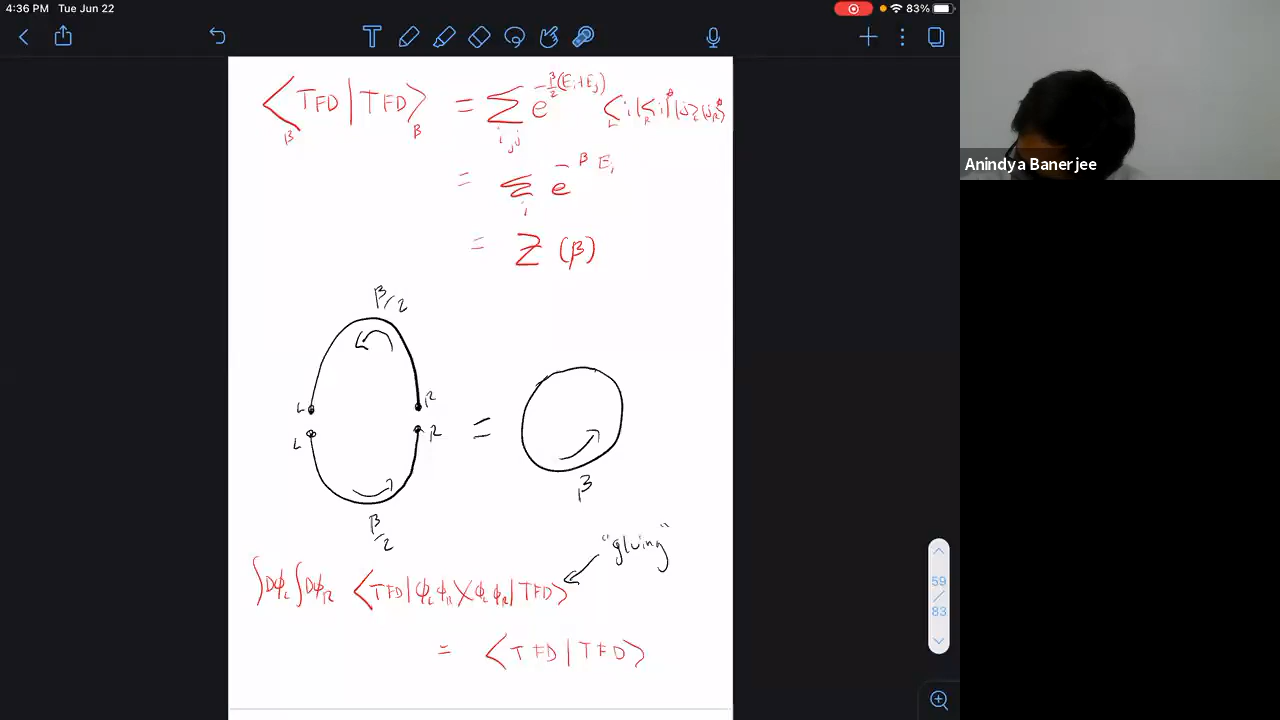 4:36 PM Tue Jun 22
83%
T
⟨TFD|TFD⟩ = ∑ e
β β i,j -β/2(Ei+Ej) ⟨i|⟨i*|j⟩|j*⟩
L R L R
= ∑ e -βEi
i
= Z(β)
β/2
L R
L R
=
β
β/2
"gluing"
∫Dφ_L ∫Dφ_R ⟨TFD|φ_L φ_R⟩⟨φ_L φ_R|TFD⟩
= ⟨TFD|TFD⟩
Anindya Banerjee
59
/
83